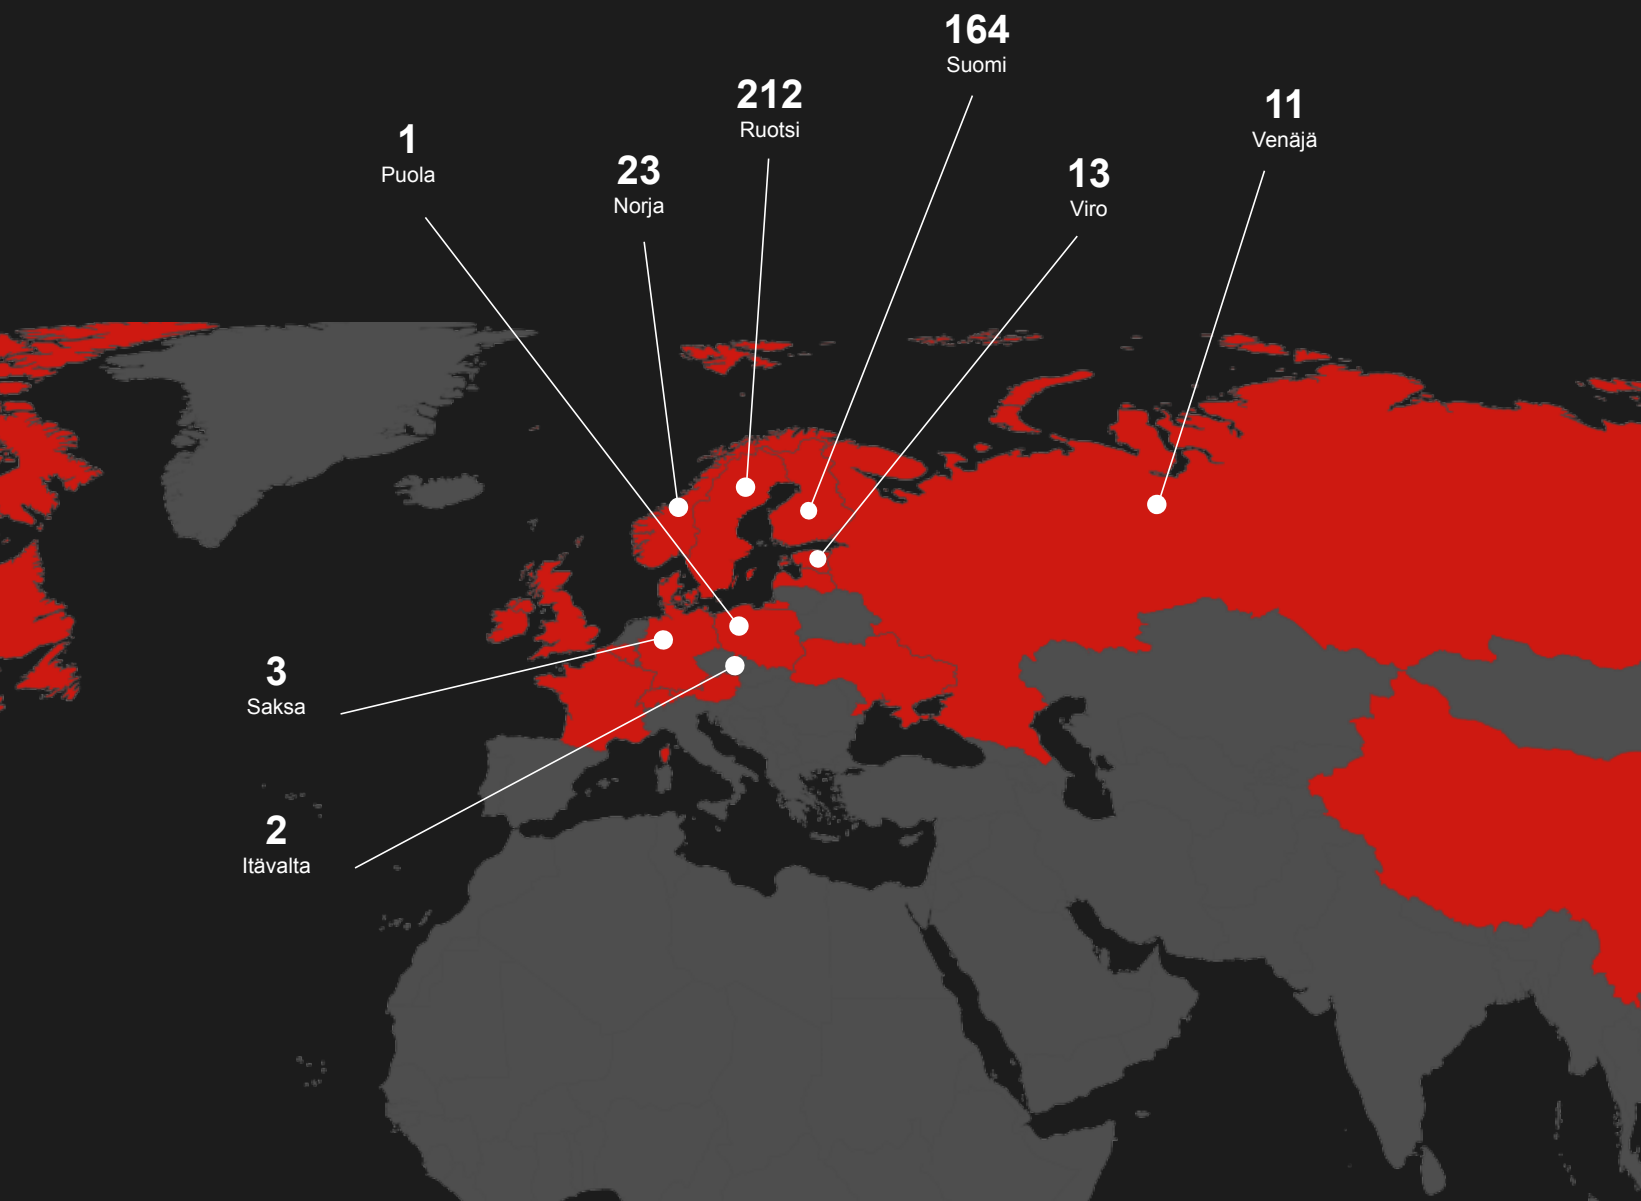 164
Suomi
212
Ruotsi
11
Venäjä
1
Puola
23
Norja
13
Viro
3
Saksa
2
Itävalta